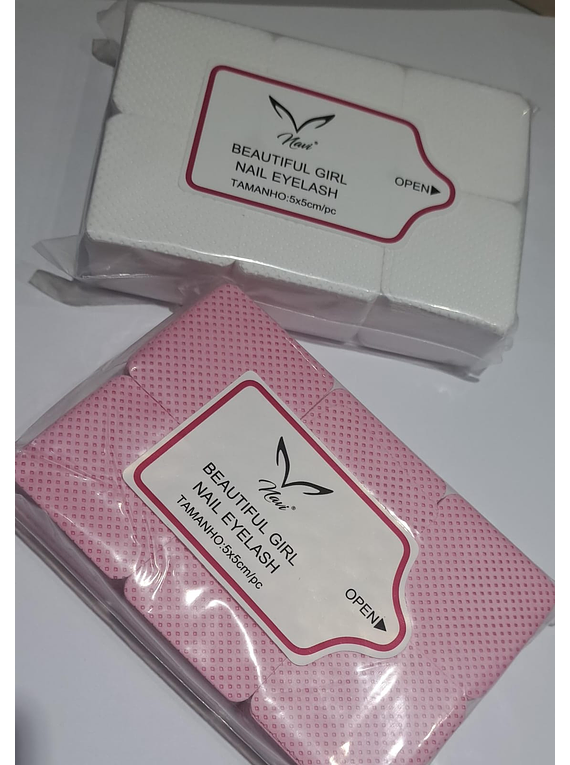 Navi®
BEAUTIFUL GIRL
NAIL EYELASH
TAMANHO:5x5cm/pc
OPEN
Navi®
BEAUTIFUL GIRL
NAIL EYELASH
TAMANHO:5x5cm/pc
OPEN